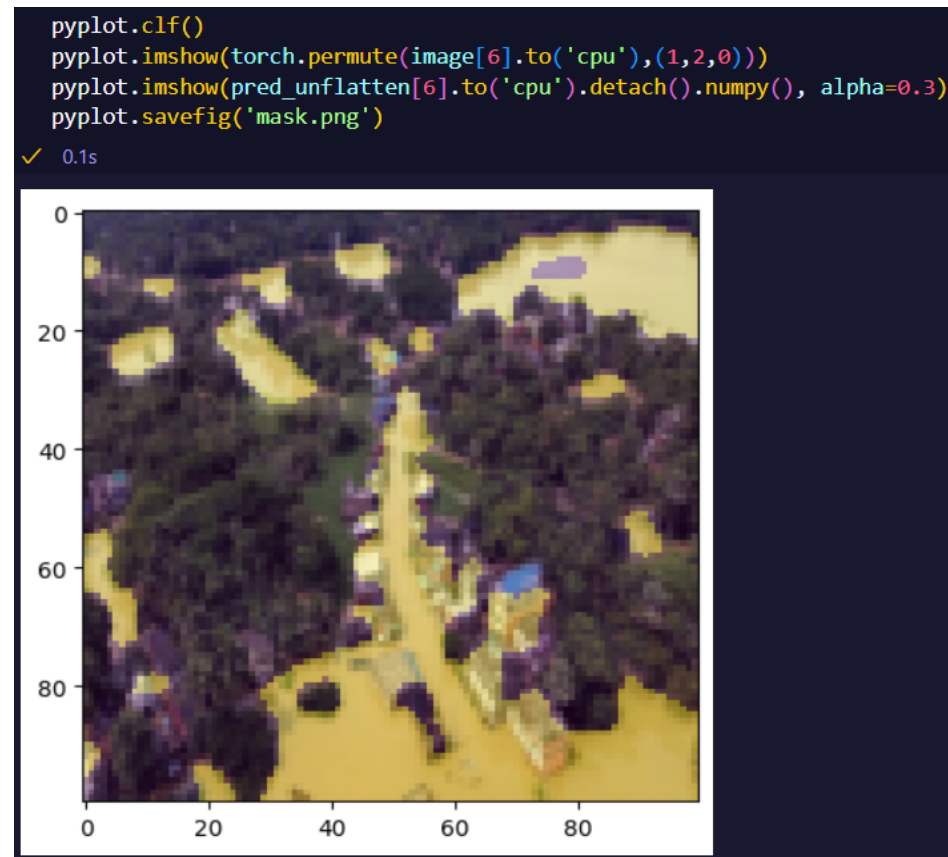 pyplot.clf()
pyplot.imshow(torch.permute(image[6].to('cpu'),(1,2,0)))
pyplot.imshow(pred_unflatten[6].to('cpu').detach().numpy(), alpha=0.3)
pyplot.savefig('mask.png')
✓ 0.1s
0
20
40
60
80
0 20 40 60 80